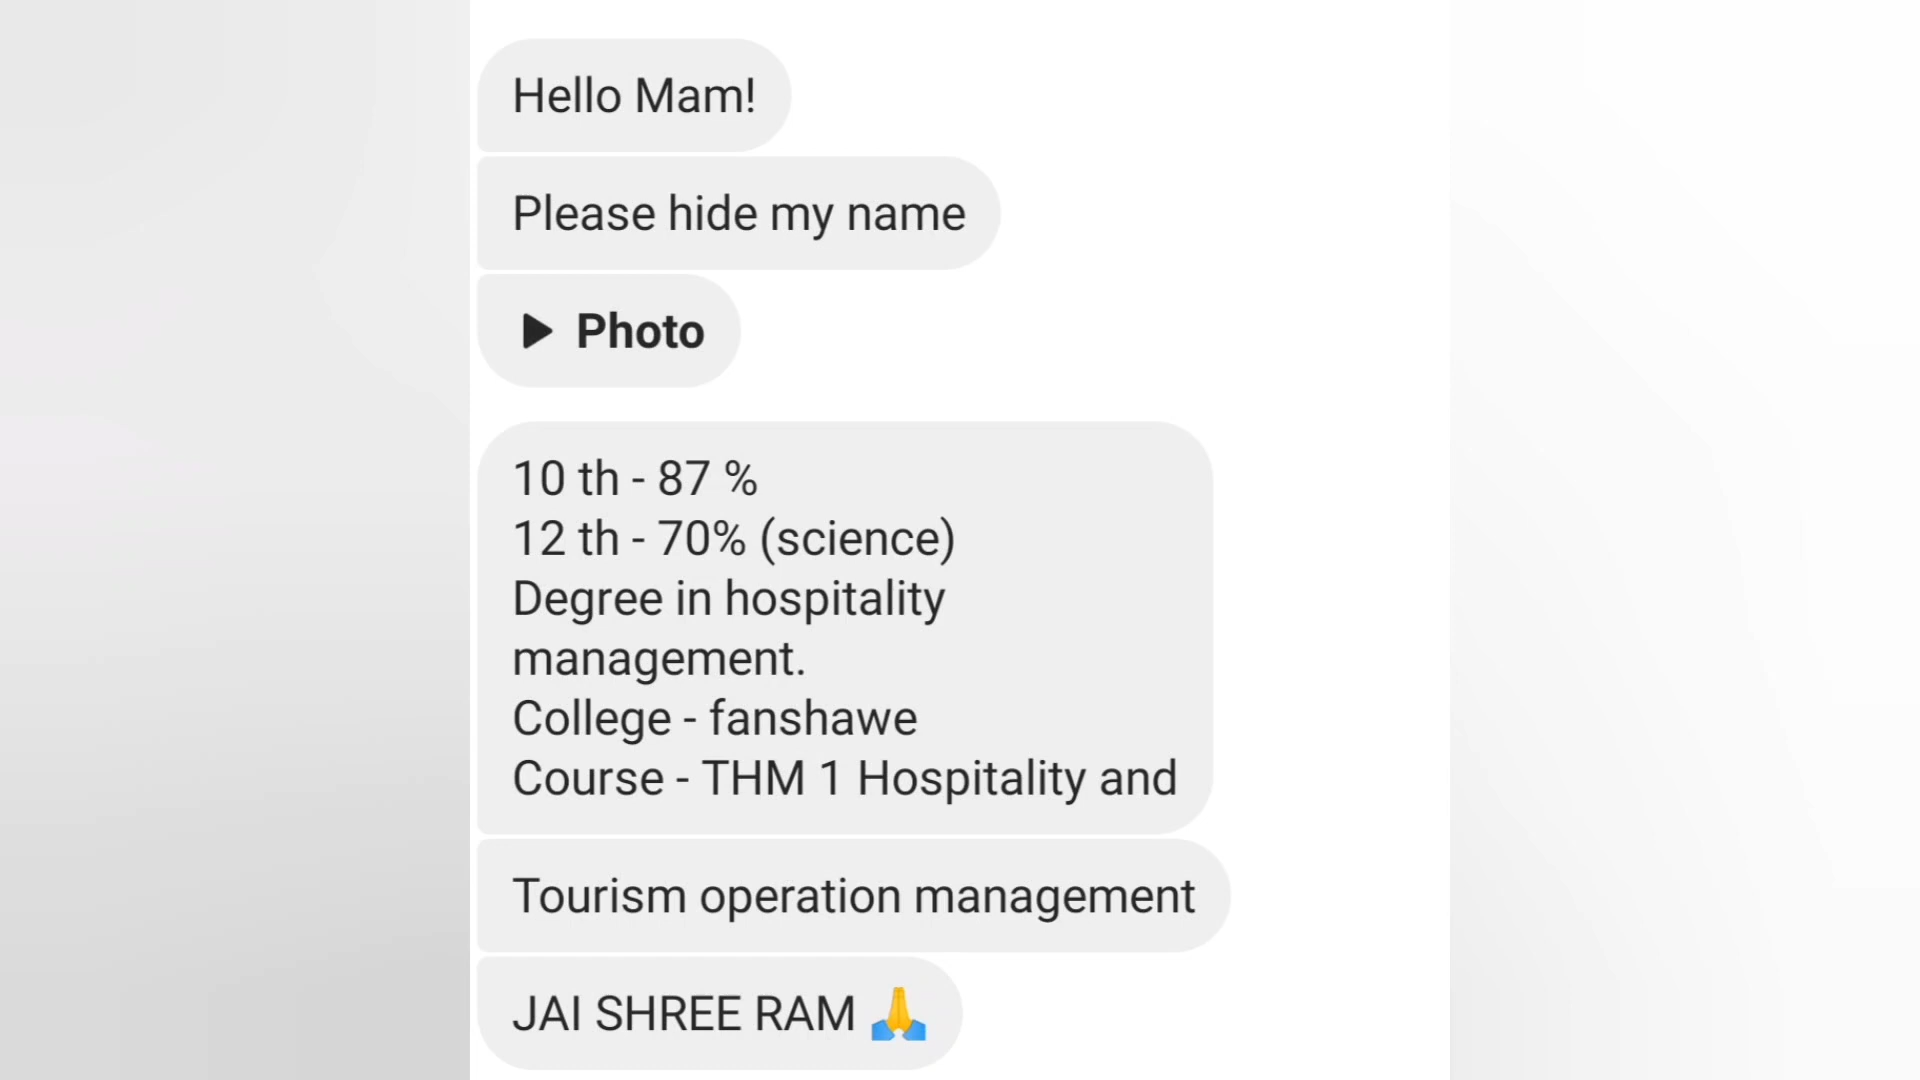 Hello Mam!
Please hide my name
▶ Photo
10 th - 87 %
12 th - 70% (science)
Degree in hospitality
management.
College - fanshawe
Course - THM 1 Hospitality and
Tourism operation management
JAI SHREE RAM 🙏